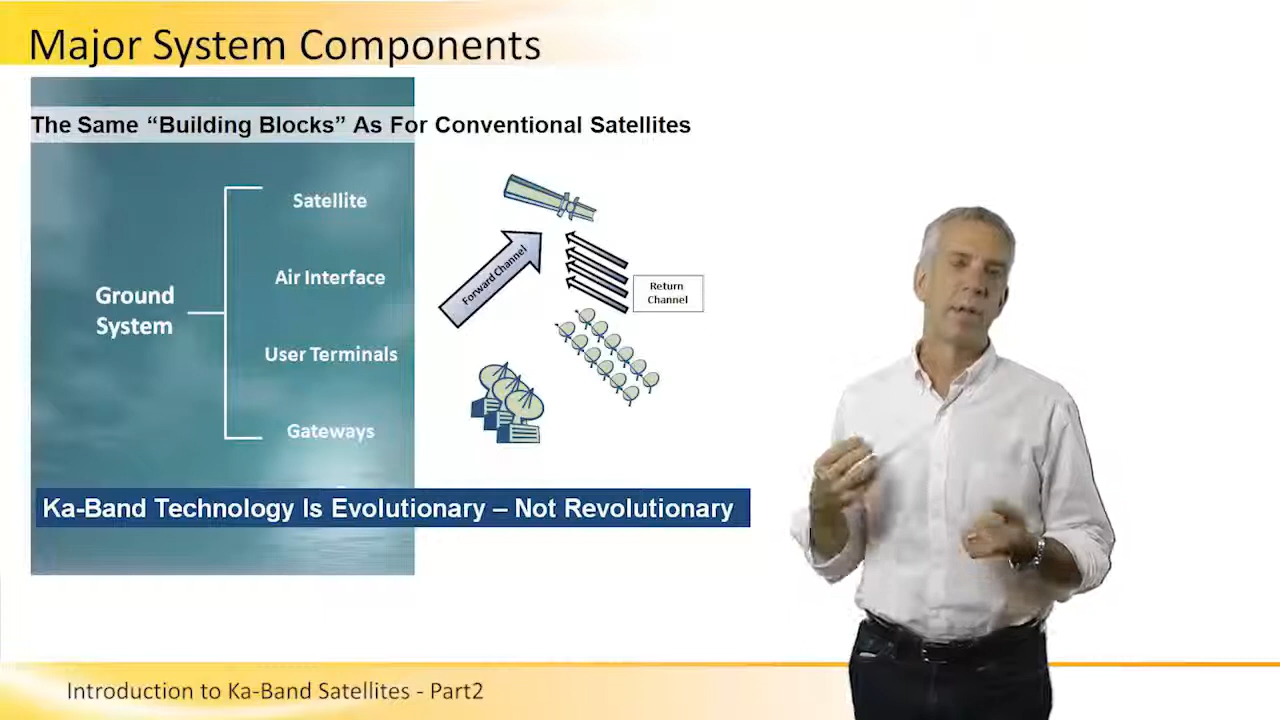 Major System Components
The Same “Building Blocks” As For Conventional Satellites
Ground
System
Satellite
Air Interface
User Terminals
Gateways
Forward Channel
Return
Channel
Ka-Band Technology Is Evolutionary – Not Revolutionary
Introduction to Ka-Band Satellites - Part2